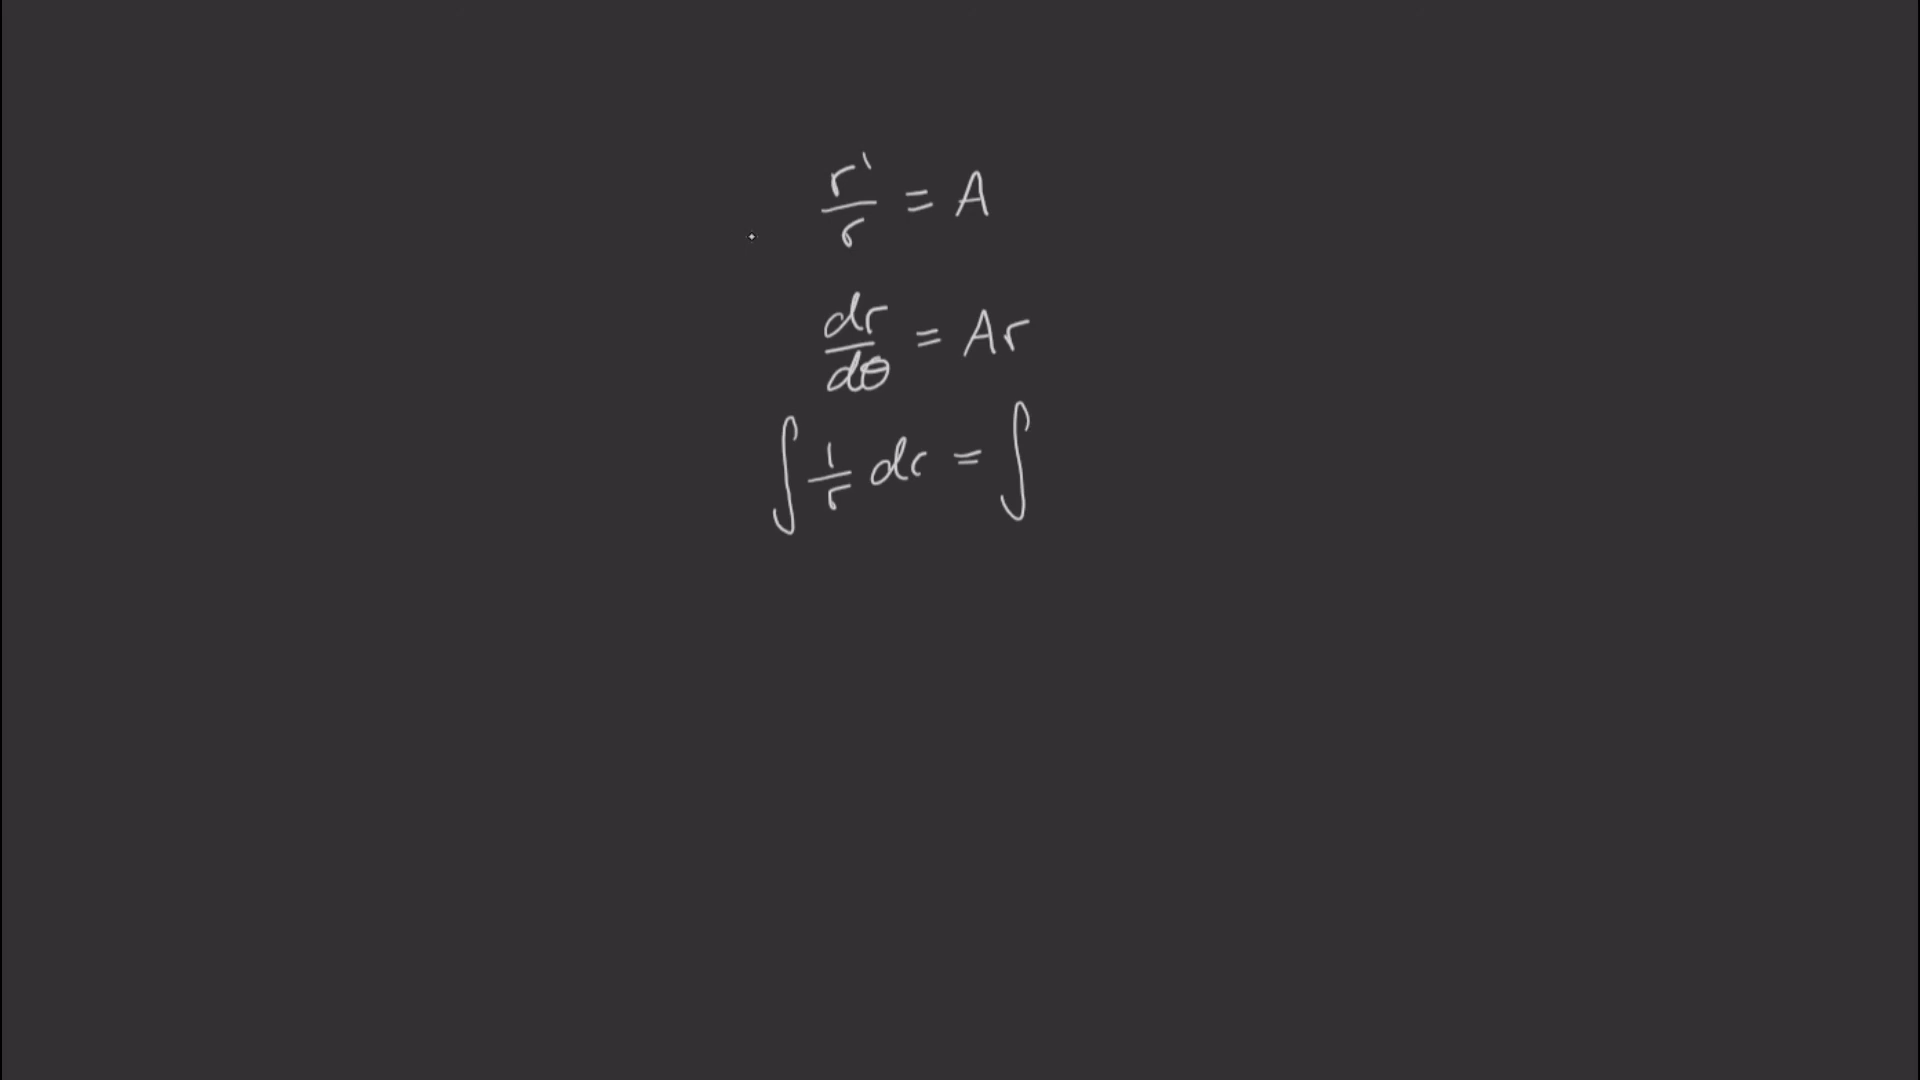 r'/r = A
dr/dθ = Ar
∫ 1/r dr = ∫